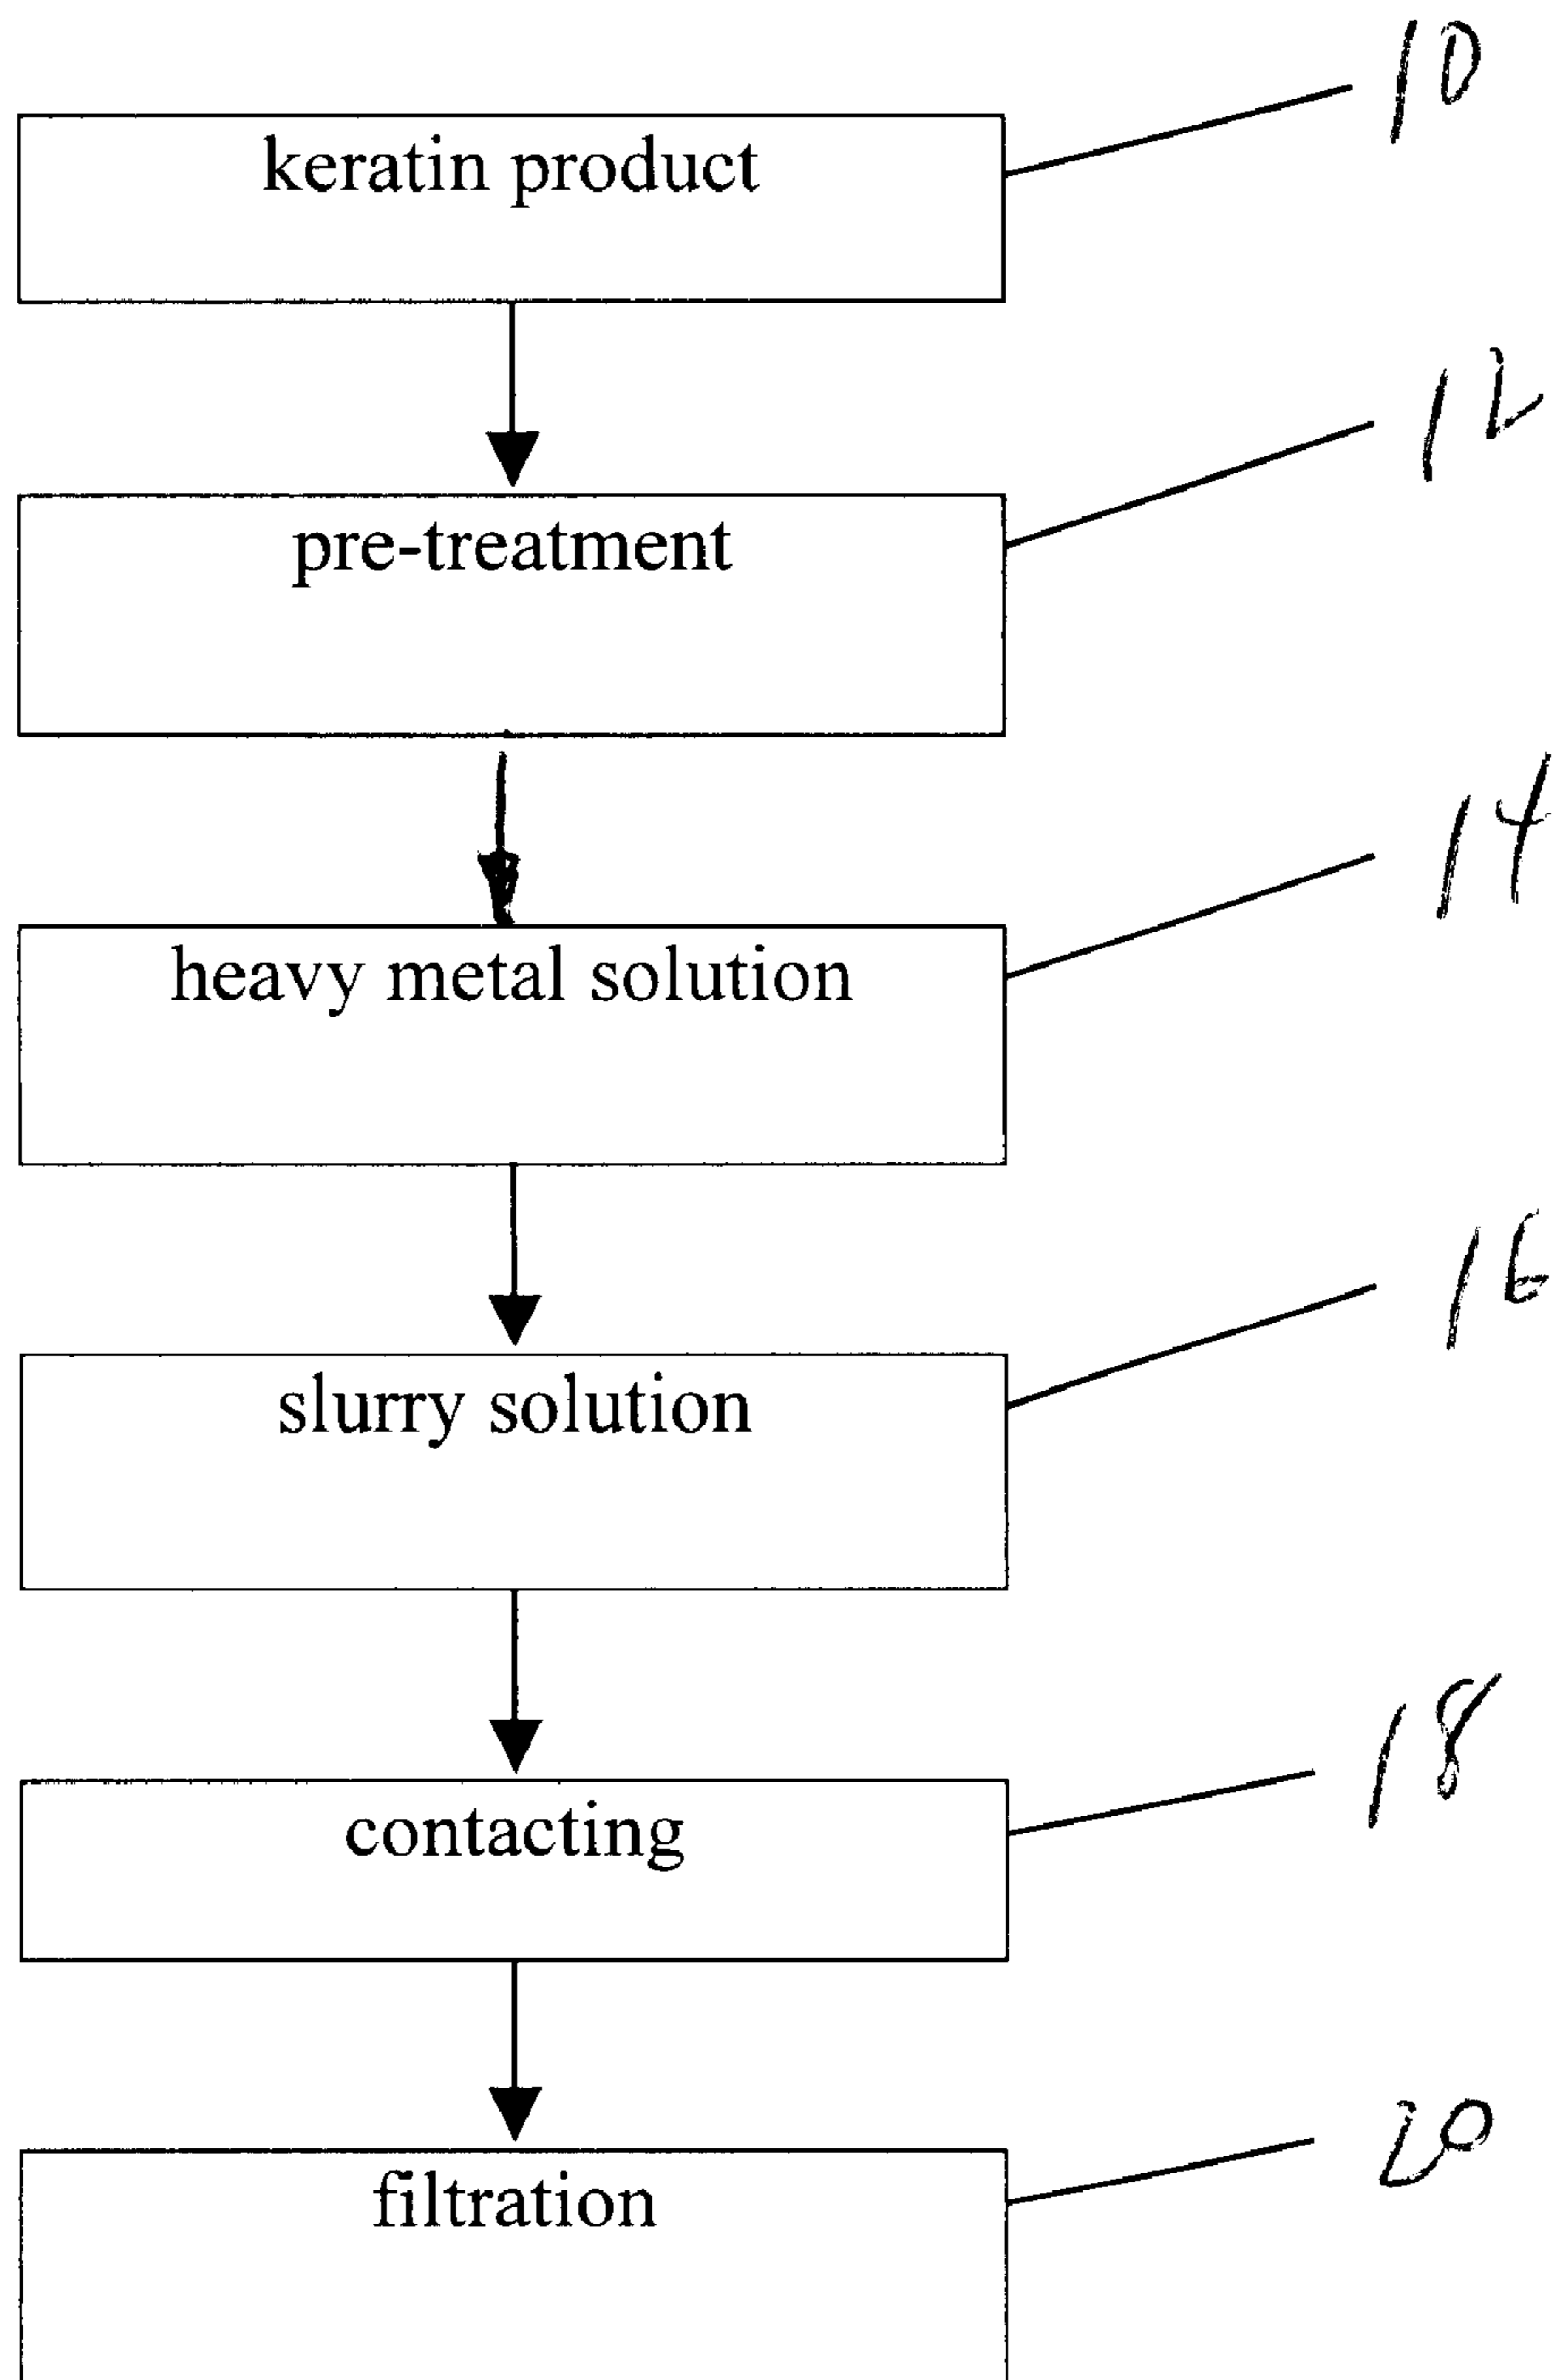 10
keratin product
12
pre-treatment
14
heavy metal solution
16
slurry solution
18
contacting
20
filtration